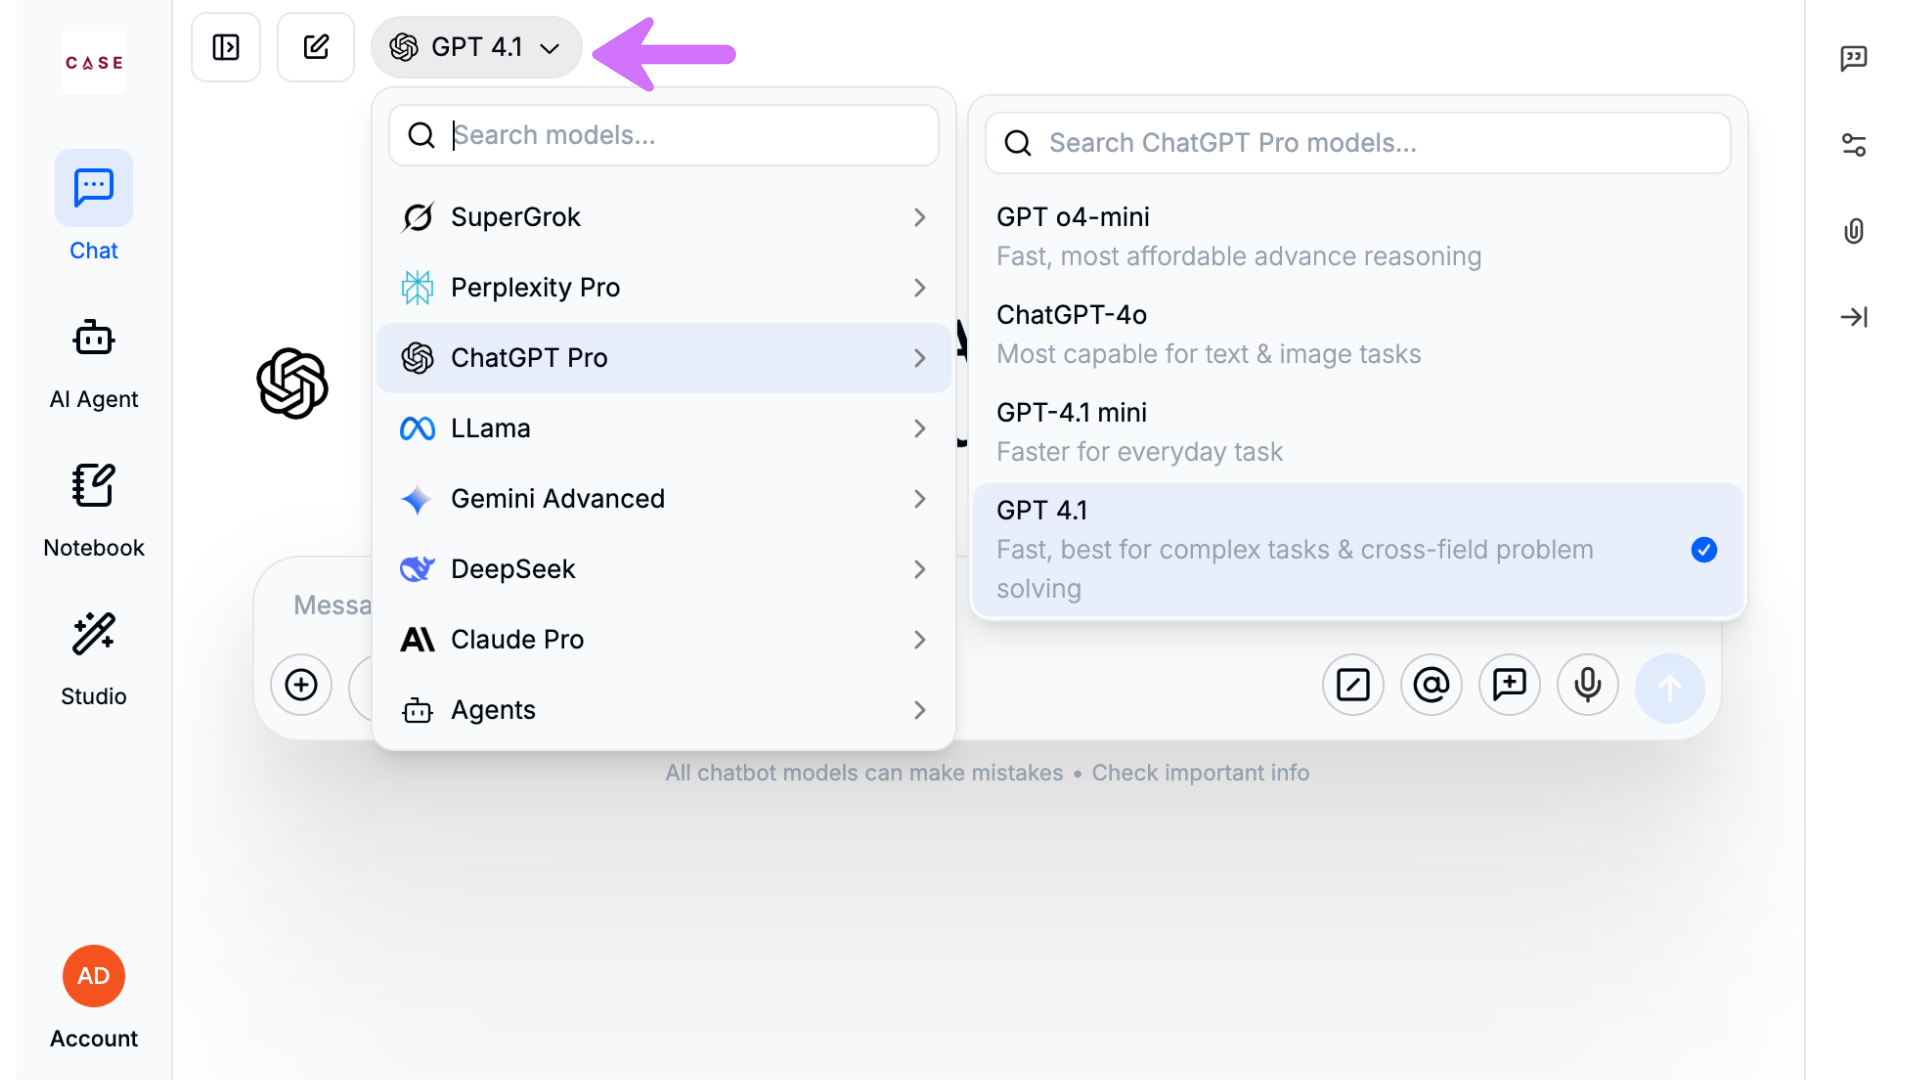 CASE
Chat
AI Agent
Notebook
Studio
AD
Account
GPT 4.1
Search models...
SuperGrok
Perplexity Pro
ChatGPT Pro
LLama
Gemini Advanced
DeepSeek
Claude Pro
Agents
Search ChatGPT Pro models...
GPT o4-mini
Fast, most affordable advance reasoning
ChatGPT-4o
Most capable for text & image tasks
GPT-4.1 mini
Faster for everyday task
GPT 4.1
Fast, best for complex tasks & cross-field problem
solving
Messa
All chatbot models can make mistakes • Check important info